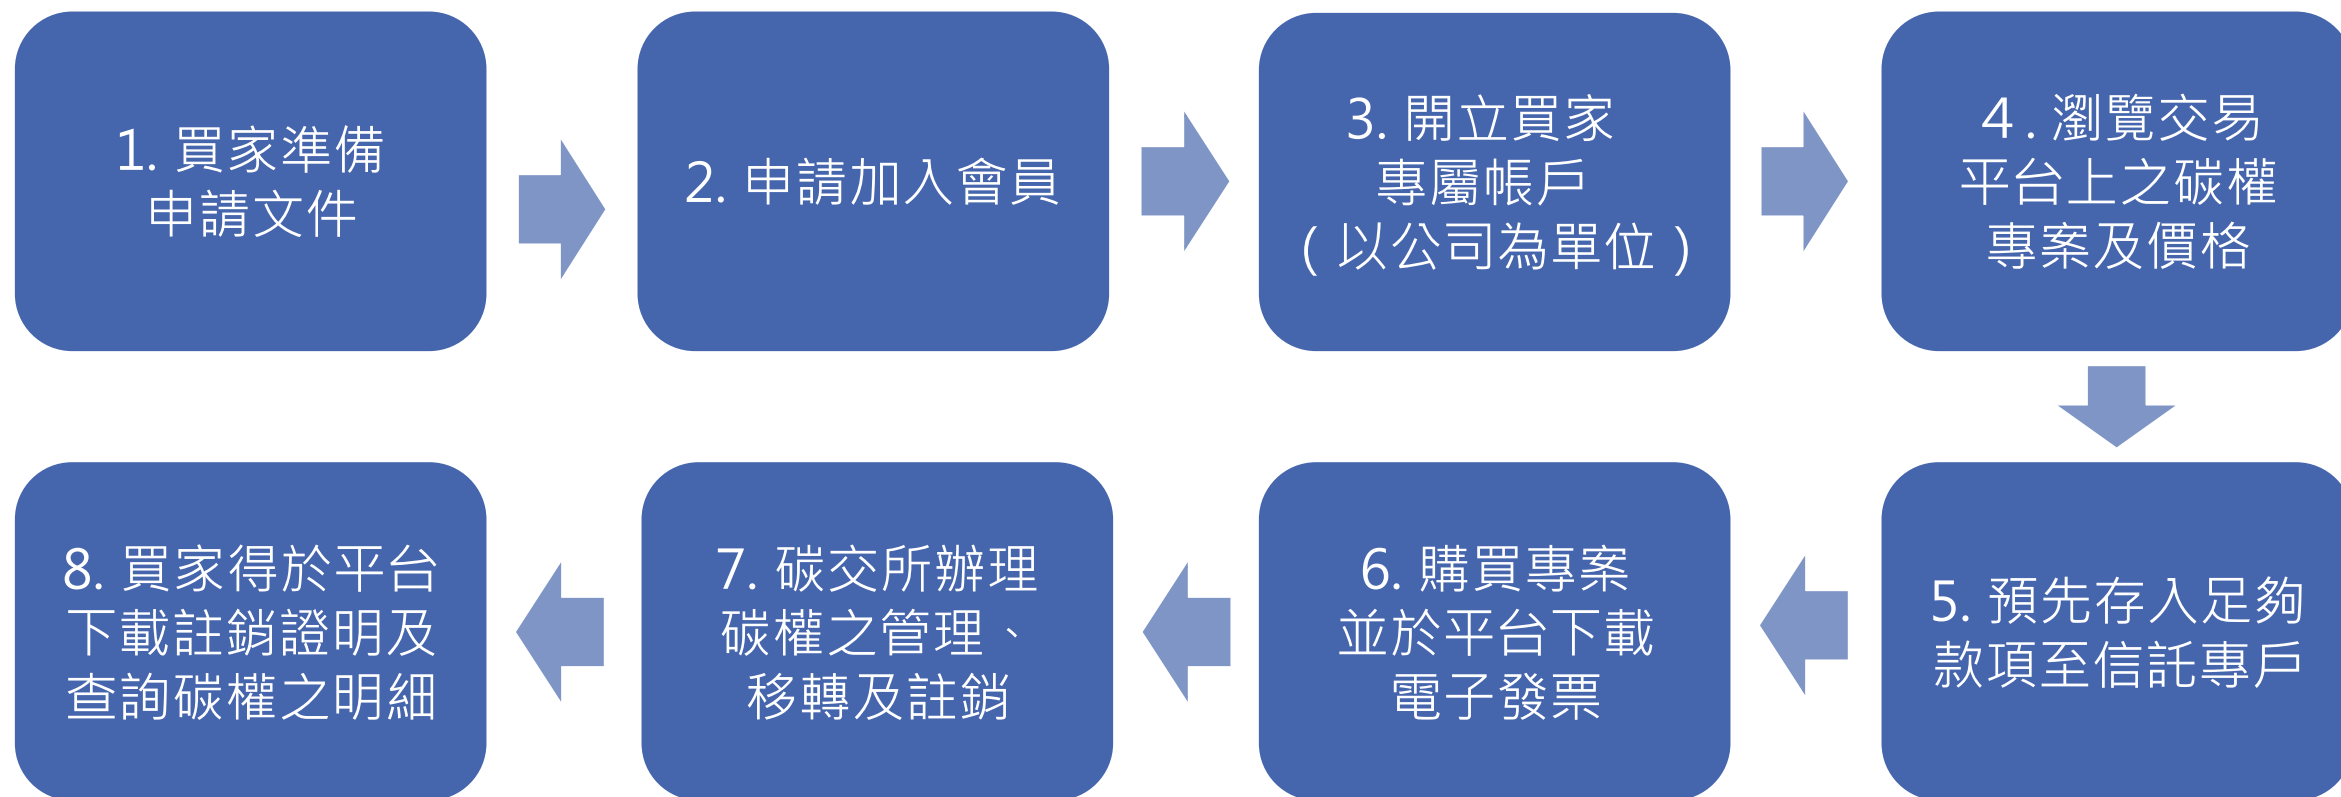 1. 買家準備
申請文件
2. 申請加入會員
3. 開立買家
專屬帳戶
( 以公司為單位 )
4 . 瀏覽交易
平台上之碳權
專案及價格
5. 預先存入足夠
款項至信託專戶
6. 購買專案
並於平台下載
電子發票
7. 碳交所辦理
碳權之管理、
移轉及註銷
8. 買家得於平台
下載註銷證明及
查詢碳權之明細